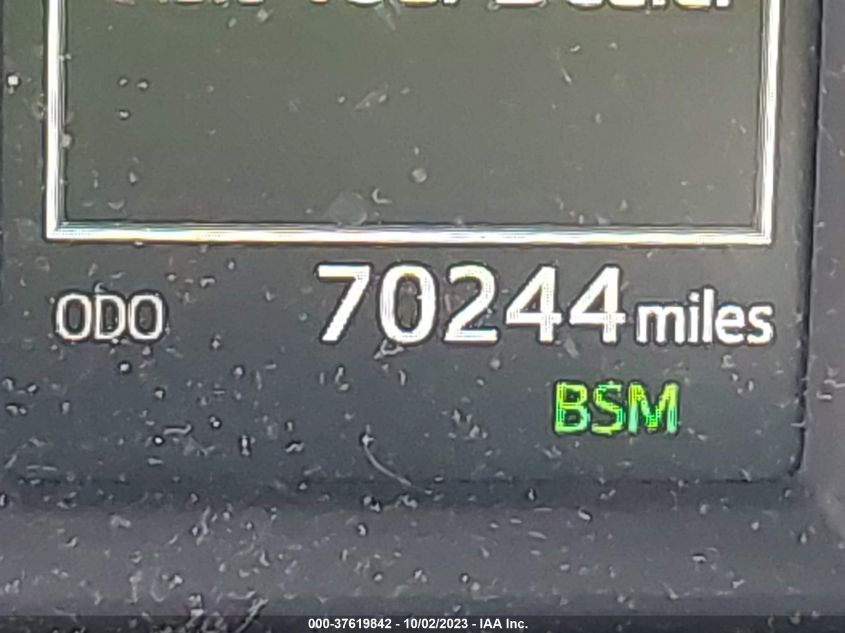 ODO 70244 miles
BSM
000-37619842 - 10/02/2023 - IAA Inc.